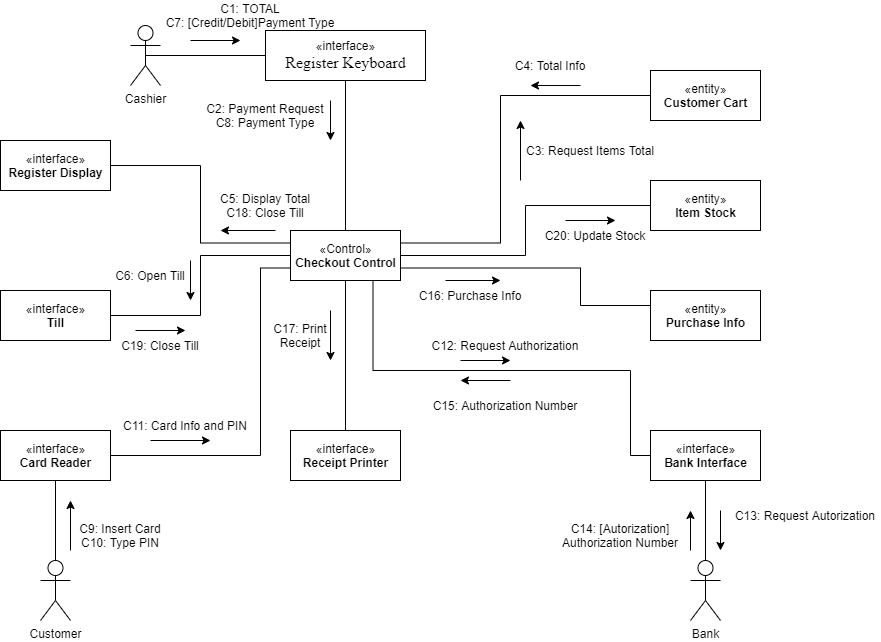 C1: TOTAL
C7: [Credit/Debit]Payment Type
Cashier
«interface»
Register Keyboard
C2: Payment Request
C8: Payment Type
C4: Total Info
«entity»
Customer Cart
C3: Request Items Total
«interface»
Register Display
C5: Display Total
C18: Close Till
«entity»
Item Stock
C20: Update Stock
«Control»
Checkout Control
C6: Open Till
«interface»
Till
C19: Close Till
C16: Purchase Info
«entity»
Purchase Info
C17: Print
Receipt
C12: Request Authorization
C15: Authorization Number
C11: Card Info and PIN
«interface»
Card Reader
«interface»
Receipt Printer
«interface»
Bank Interface
C9: Insert Card
C10: Type PIN
C14: [Autorization]
Authorization Number
C13: Request Autorization
Customer
Bank